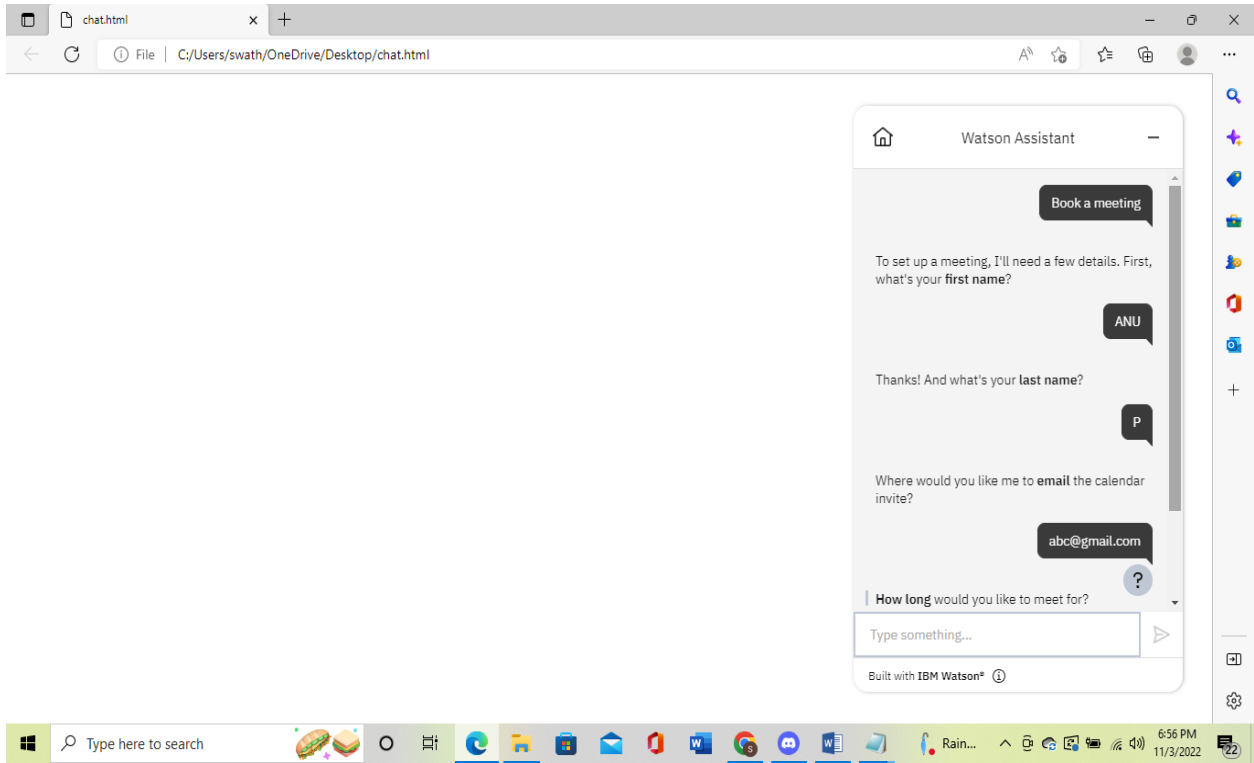 chat.html
File
C:/Users/swath/OneDrive/Desktop/chat.html
Watson Assistant
Book a meeting
To set up a meeting, I'll need a few details. First,
what's your first name?
ANU
Thanks! And what's your last name?
P
Where would you like me to email the calendar
invite?
abc@gmail.com
?
How long would you like to meet for?
Type something...
Built with IBM Watson®
Type here to search
Rain...
6:56 PM
11/3/2022
22